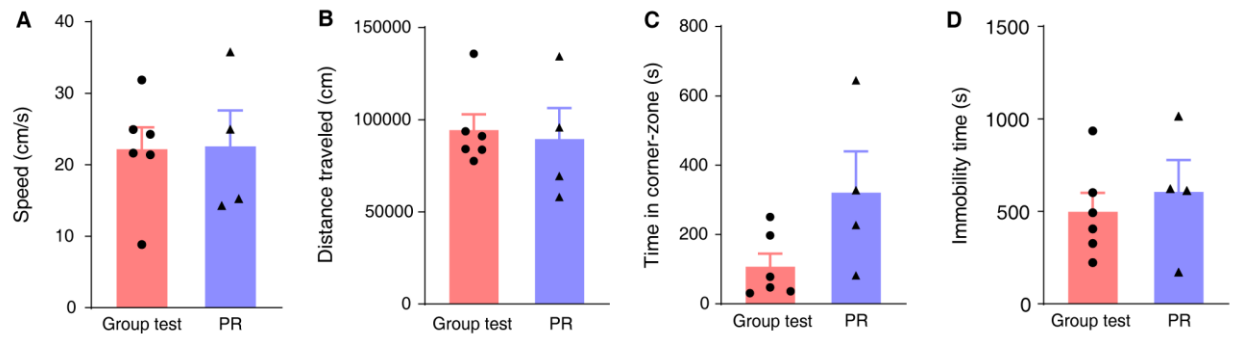 A
Speed (cm/s)
40
30
20
10
0
Group test
PR
B
Distance traveled (cm)
150000
100000
50000
0
Group test
PR
C
Time in corner-zone (s)
800
600
400
200
0
Group test
PR
D
Immobility time (s)
1500
1000
500
0
Group test
PR